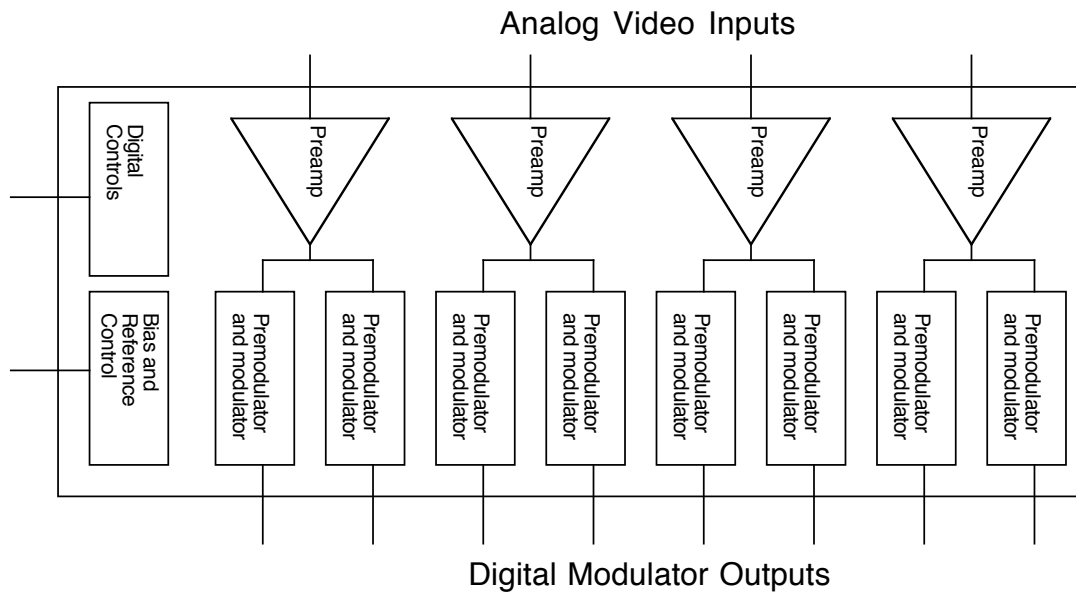 Analog Video Inputs
Digital
Controls
Preamp
Preamp
Preamp
Preamp
Bias and
Reference
Control
Premodulator
and modulator
Premodulator
and modulator
Premodulator
and modulator
Premodulator
and modulator
Premodulator
and modulator
Premodulator
and modulator
Premodulator
and modulator
Premodulator
and modulator
Digital Modulator Outputs